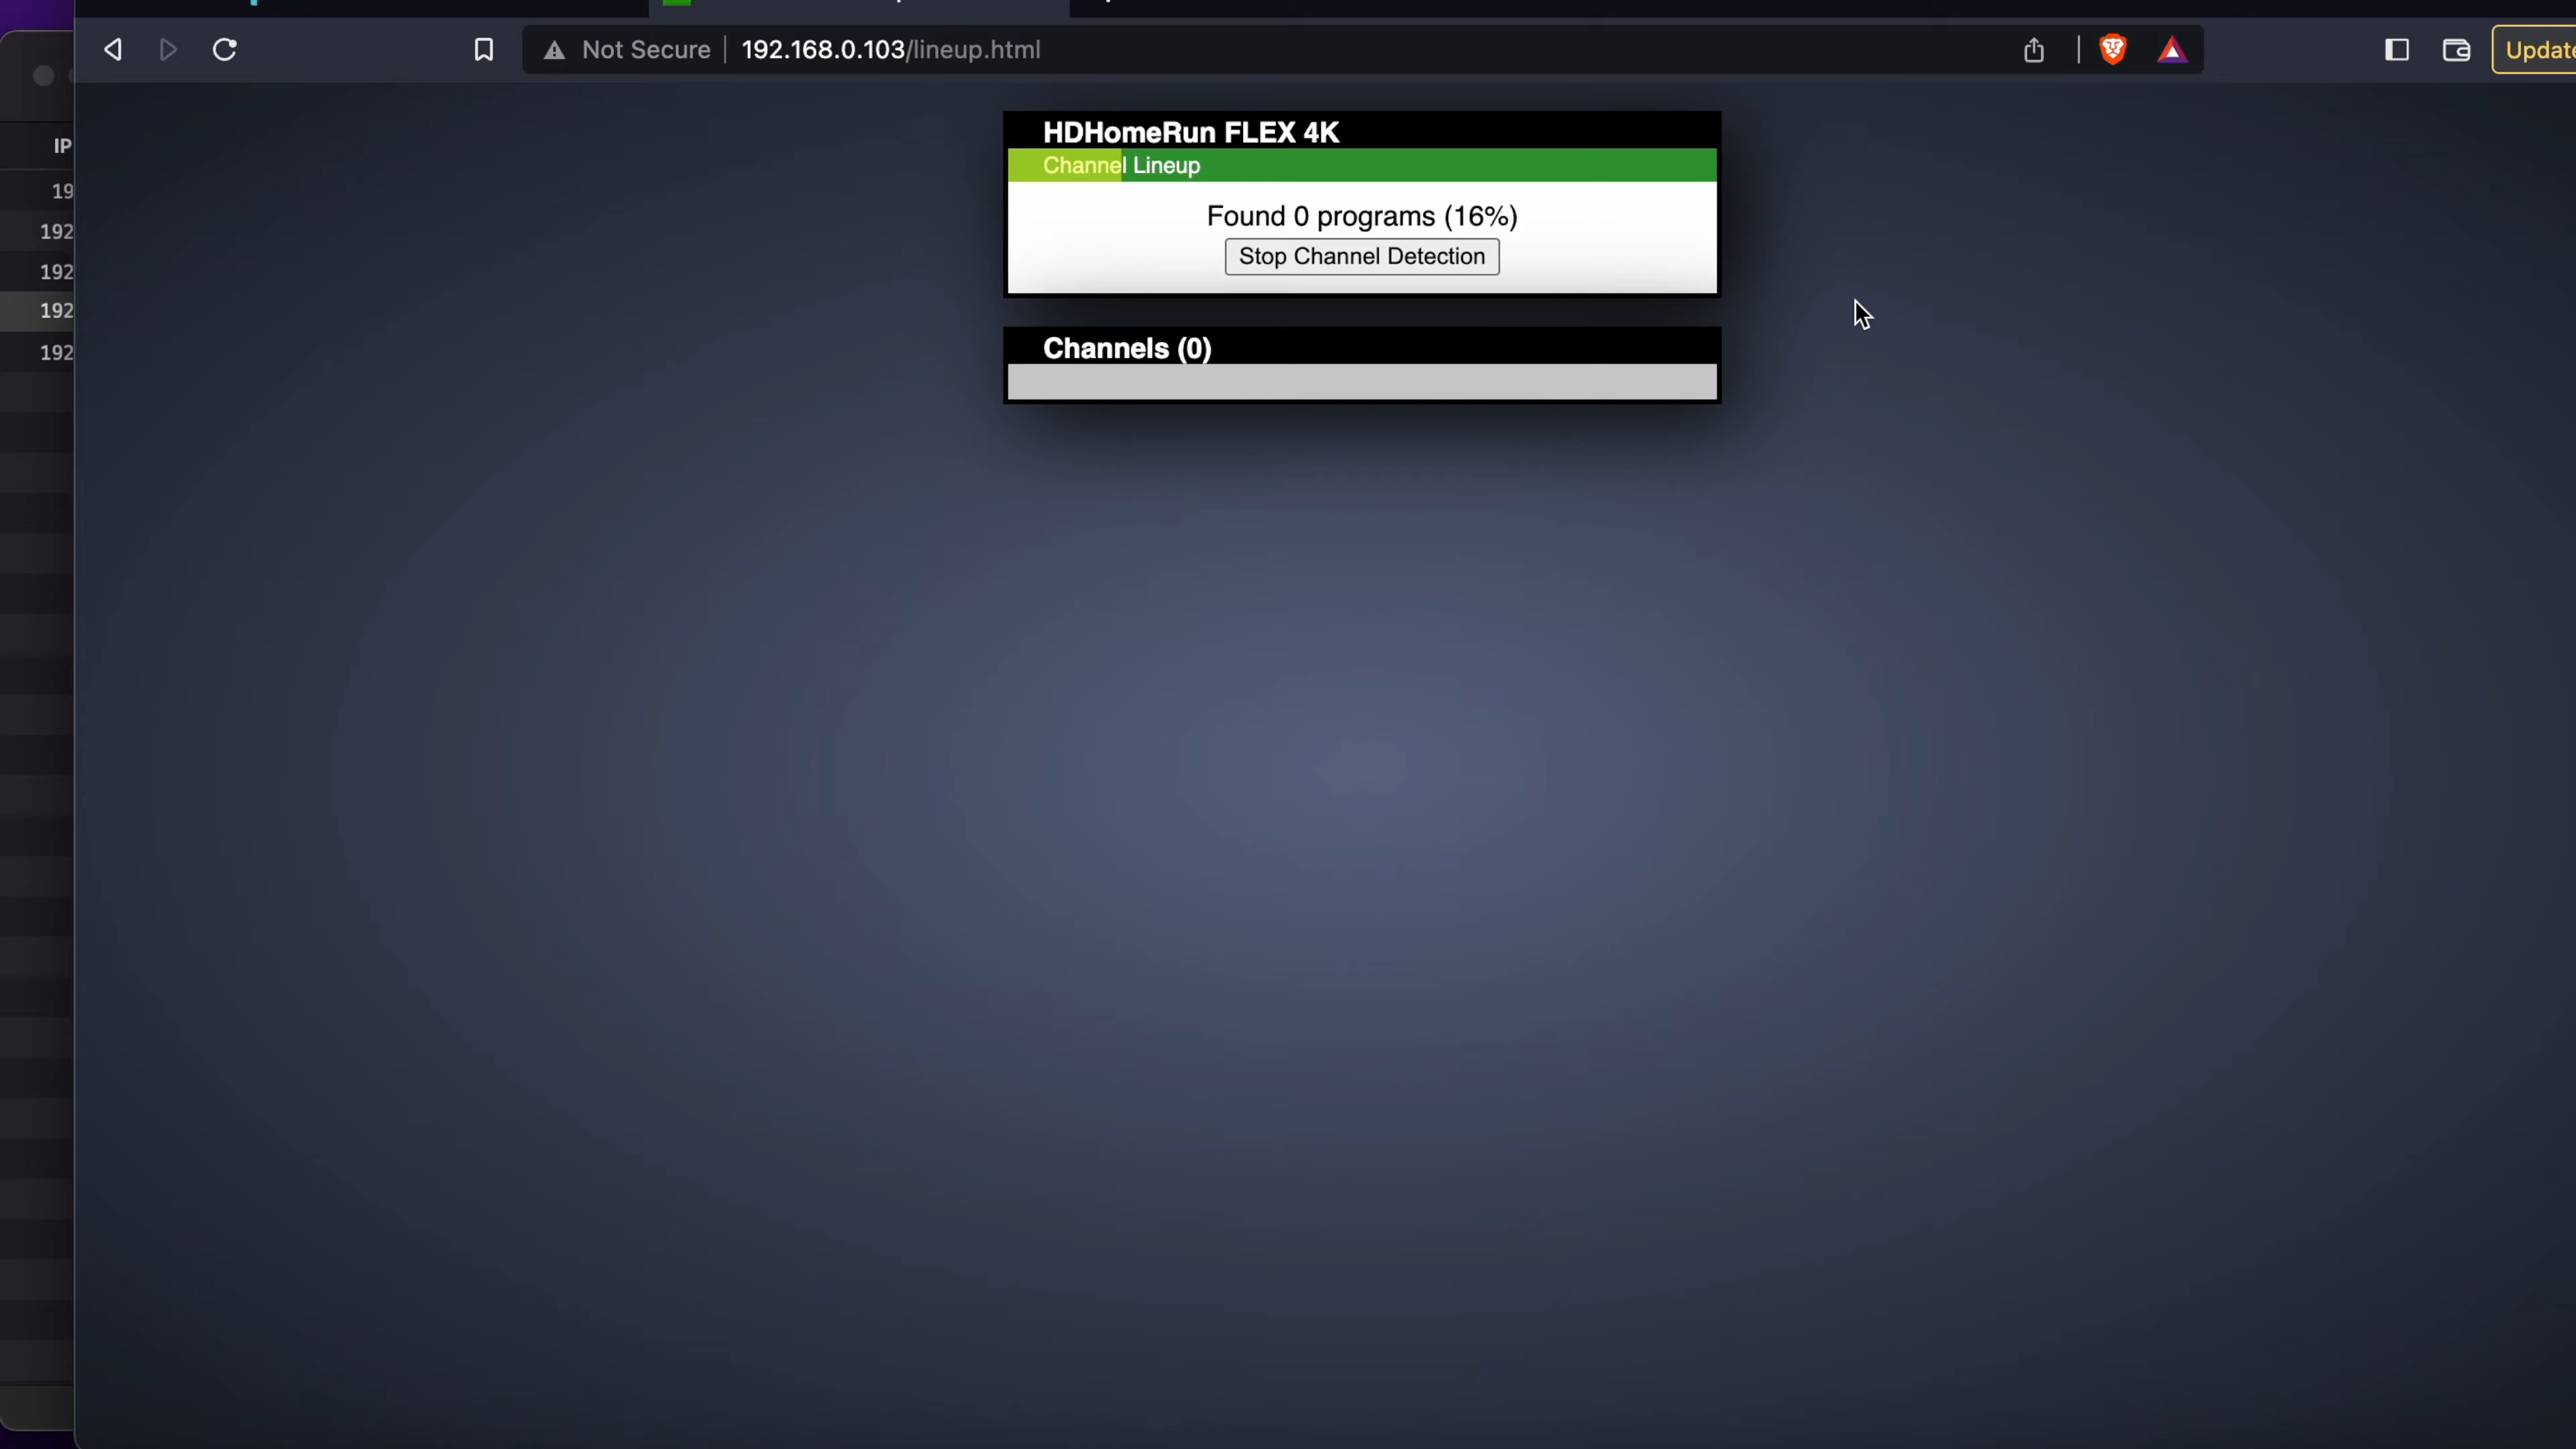 Not Secure
192.168.0.103/lineup.html
Update
IP
19
192
192
192
192
HDHomeRun FLEX 4K
Channel Lineup
Found 0 programs (16%)
Stop Channel Detection
Channels (0)